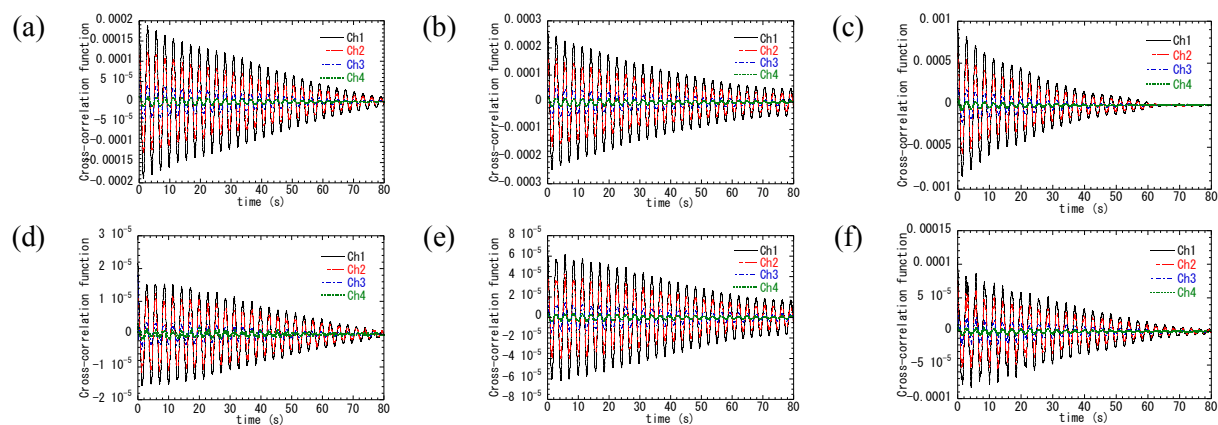 (a)
Cross-correlation function
0.0002
0.00015
0.0001
5 10-5
0
-5 10-5
-0.0001
-0.00015
-0.0002
0 10 20 30 40 50 60 70 80
time (s)
Ch1
Ch2
Ch3
Ch4
(b)
Cross-correlation function
0.0003
0.0002
0.0001
0
-0.0001
-0.0002
-0.0003
0 10 20 30 40 50 60 70 80
time (s)
Ch1
Ch2
Ch3
Ch4
(c)
Cross-correlation function
0.001
0.0005
0
-0.0005
-0.001
0 10 20 30 40 50 60 70 80
time (s)
Ch1
Ch2
Ch3
Ch4
(d)
Cross-correlation function
3 10-5
2 10-5
1 10-5
0
-1 10-5
-2 10-5
0 10 20 30 40 50 60 70 80
time (s)
Ch1
Ch2
Ch3
Ch4
(e)
Cross-correlation function
8 10-5
6 10-5
4 10-5
2 10-5
0
-2 10-5
-4 10-5
-6 10-5
-8 10-5
0 10 20 30 40 50 60 70 80
time (s)
Ch1
Ch2
Ch3
Ch4
(f)
Cross-correlation function
0.00015
0.0001
5 10-5
0
-5 10-5
-0.0001
0 10 20 30 40 50 60 70 80
time (s)
Ch1
Ch2
Ch3
Ch4